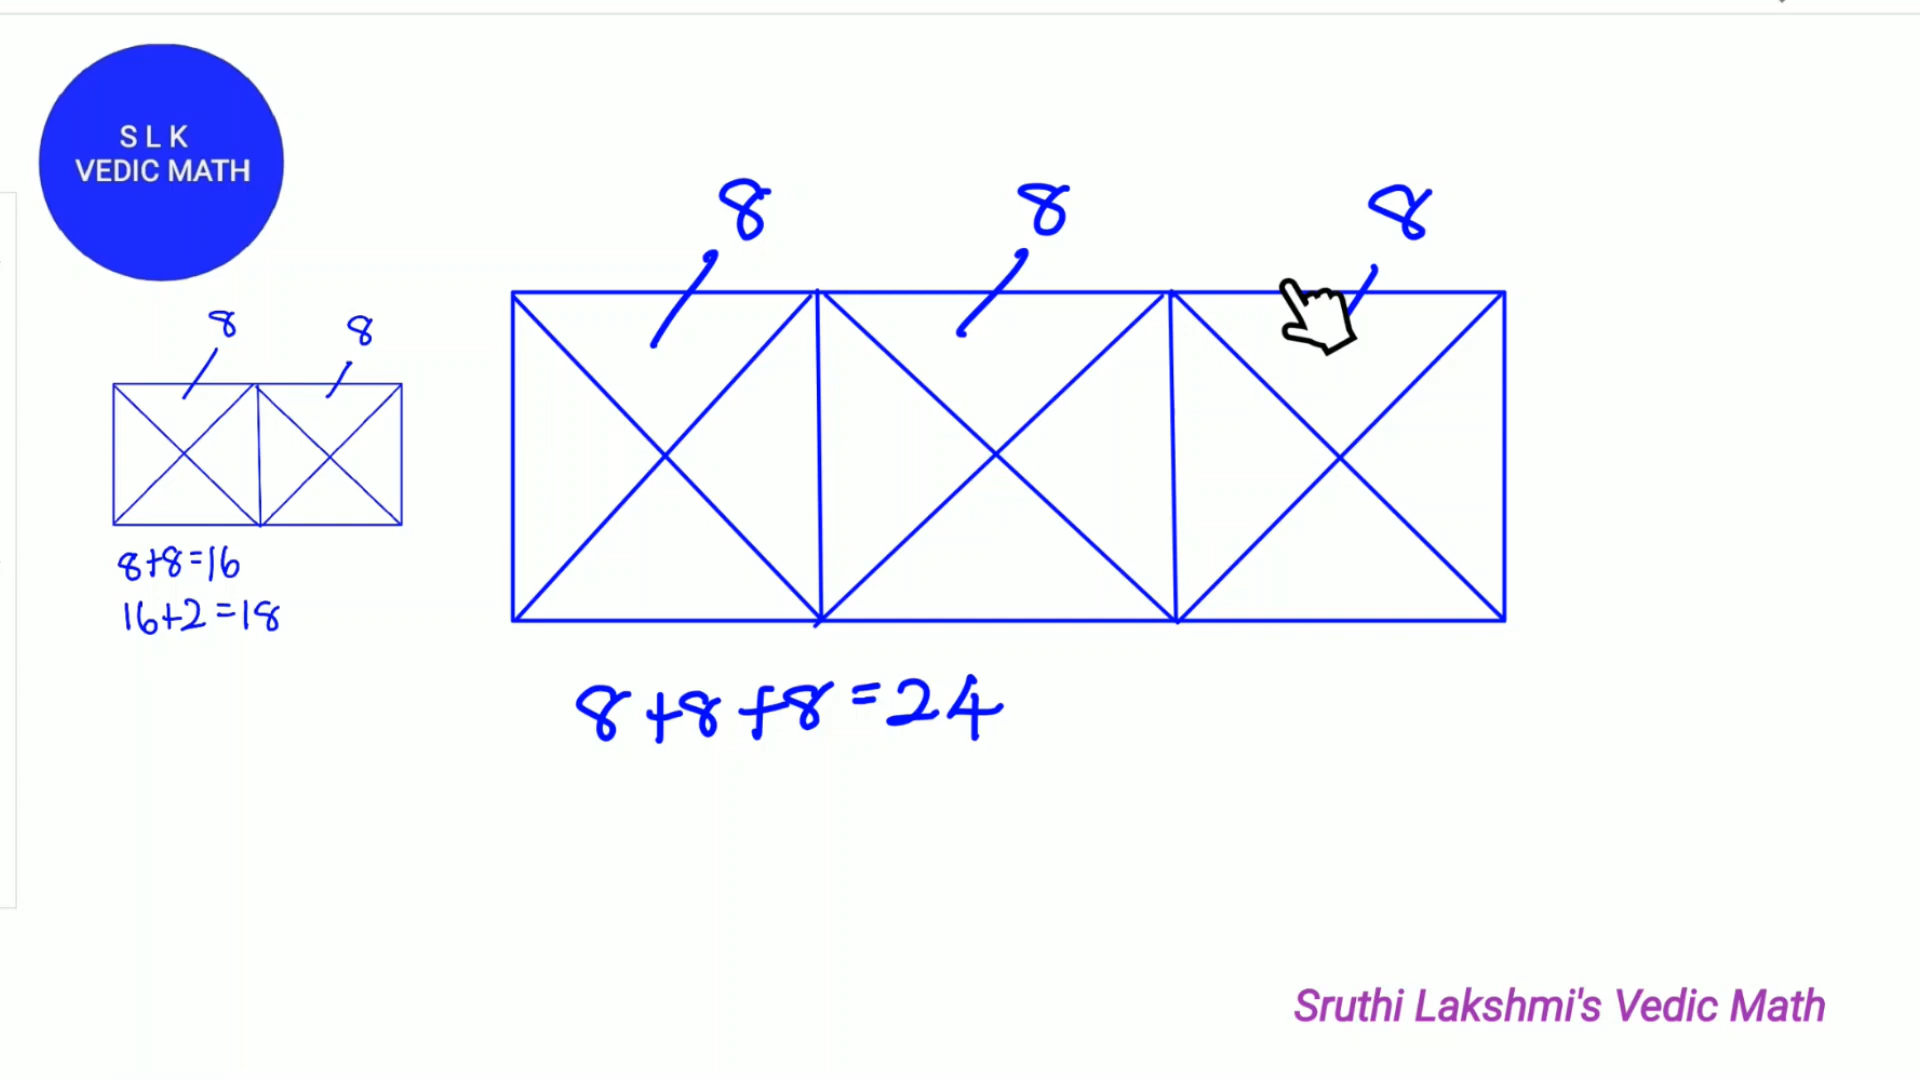 S L K
VEDIC MATH
8 8
8+8=16
16+2=18
8 8 8
8+8+8=24
Sruthi Lakshmi's Vedic Math